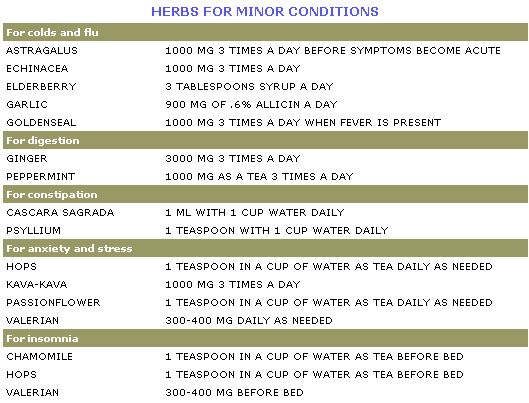 HERBS FOR MINOR CONDITIONS
For colds and flu
ASTRAGALUS 1000 MG 3 TIMES A DAY BEFORE SYMPTOMS BECOME ACUTE
ECHINACEA 1000 MG 3 TIMES A DAY
ELDERBERRY 3 TABLESPOONS SYRUP A DAY
GARLIC 900 MG OF .6% ALLICIN A DAY
GOLDENSEAL 1000 MG 3 TIMES A DAY WHEN FEVER IS PRESENT
For digestion
GINGER 3000 MG 3 TIMES A DAY
PEPPERMINT 1000 MG AS A TEA 3 TIMES A DAY
For constipation
CASCARA SAGRADA 1 ML WITH 1 CUP WATER DAILY
PSYLLIUM 1 TEASPOON WITH 1 CUP WATER DAILY
For anxiety and stress
HOPS 1 TEASPOON IN A CUP OF WATER AS TEA DAILY AS NEEDED
KAVA-KAVA 1000 MG 3 TIMES A DAY
PASSIONFLOWER 1 TEASPOON IN A CUP OF WATER AS TEA DAILY AS NEEDED
VALERIAN 300-400 MG DAILY AS NEEDED
For insomnia
CHAMOMILE 1 TEASPOON IN A CUP OF WATER AS TEA BEFORE BED
HOPS 1 TEASPOON IN A CUP OF WATER AS TEA BEFORE BED
VALERIAN 300-400 MG BEFORE BED